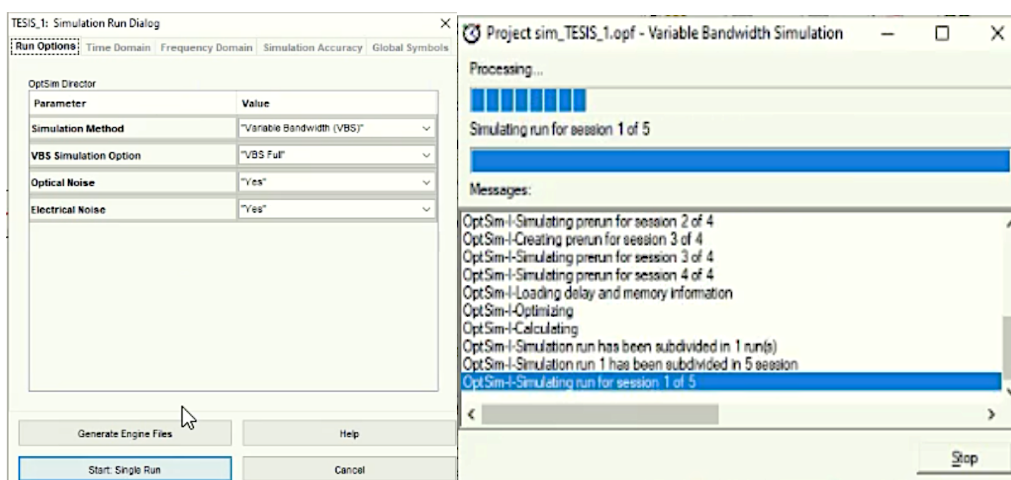 TESIS_1: Simulation Run Dialog
Run Options Time Domain Frequency Domain Simulation Accuracy Global Symbols
OptSim Director
Parameter Value
Simulation Method "Variable Bandwidth (VBS)"
VBS Simulation Option "VBS Full"
Optical Noise "Yes"
Electrical Noise "Yes"
Generate Engine Files Help
Start: Single Run Cancel
Project sim_TESIS_1.opf - Variable Bandwidth Simulation
Processing...
Simulating run for session 1 of 5
Messages:
OptSim-I-Simulating prerun for session 2 of 4
OptSim-I-Creating prerun for session 3 of 4
OptSim-I-Simulating prerun for session 3 of 4
OptSim-I-Simulating prerun for session 4 of 4
OptSim-I-Loading delay and memory information
OptSim-I-Optimizing
OptSim-I-Calculating
OptSim-I-Simulation run has been subdivided in 1 run(s)
OptSim-I-Simulation run 1 has been subdivided in 5 session
OptSim-I-Simulating run for session 1 of 5
Stop